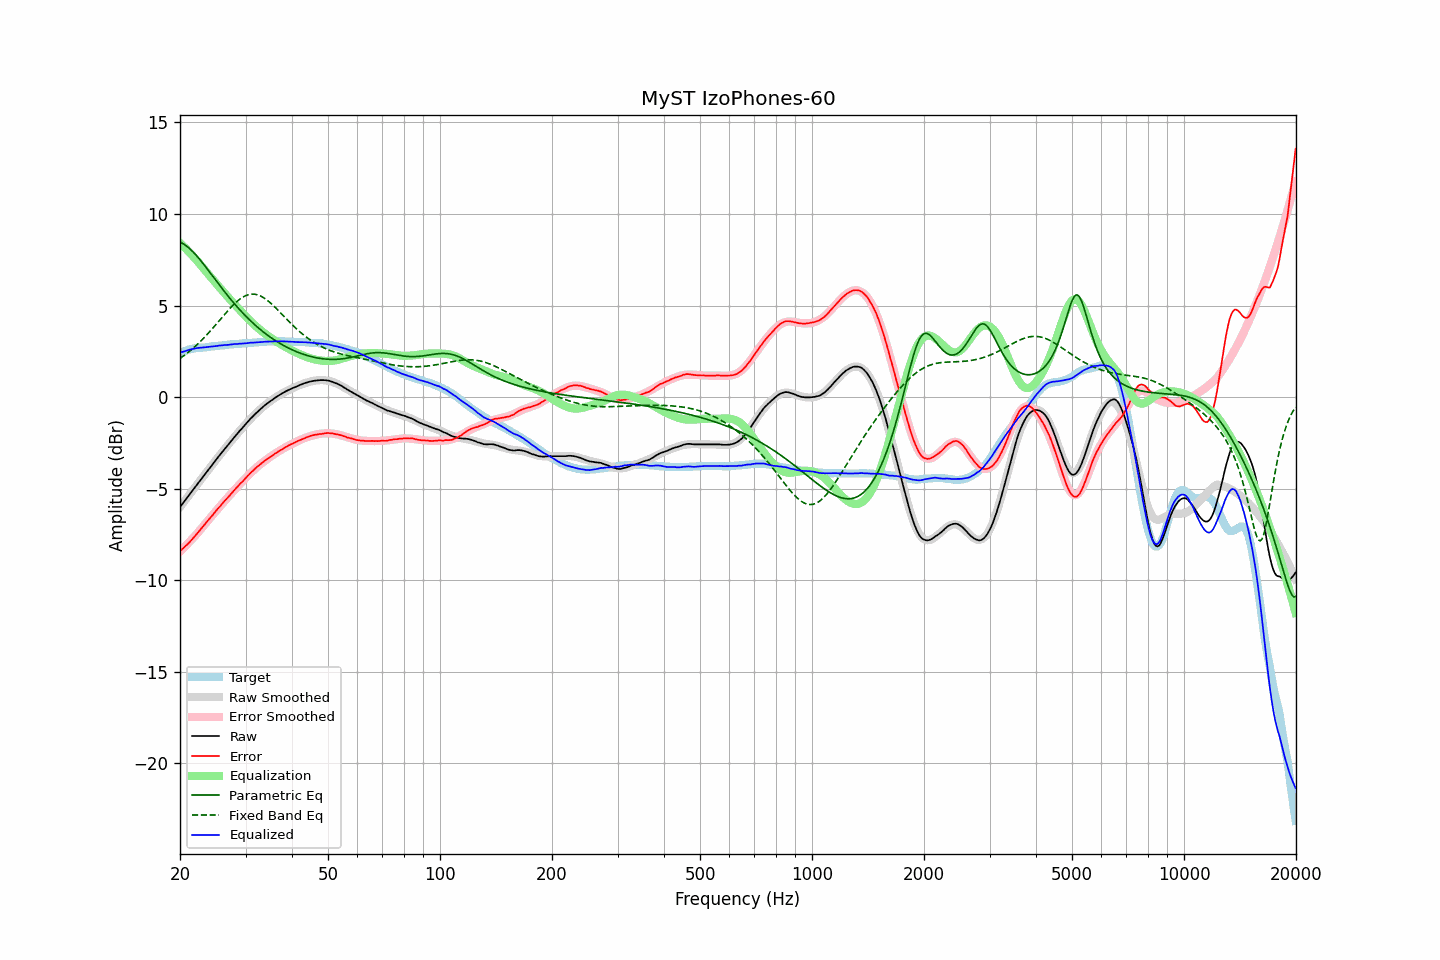 MyST IzoPhones-60
Amplitude (dBr)
15
10
5
0
−5
−10
−15
−20
Target
Raw Smoothed
Error Smoothed
Raw
Error
Equalization
Parametric Eq
Fixed Band Eq
Equalized
20
50
100
200
500
1000
2000
5000
10000
20000
Frequency (Hz)